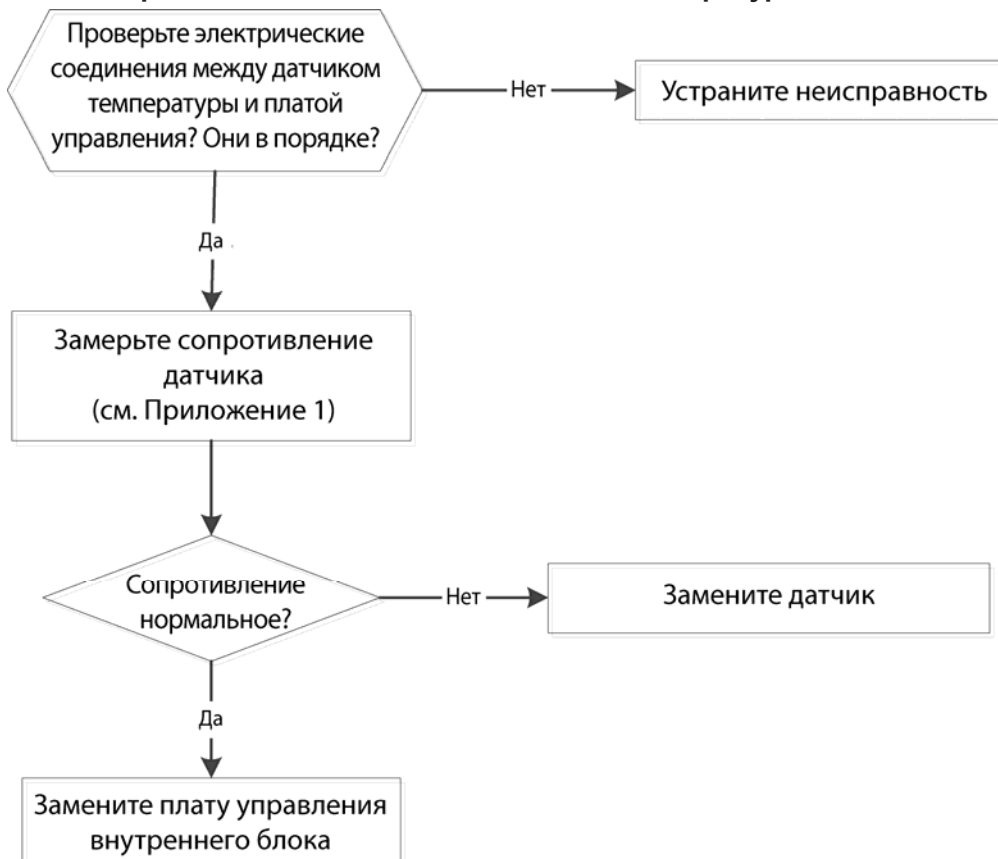 Проверьте электрические
соединения между датчиком
температуры и платой
управления? Они в порядке?
Нет
Устраните неисправность
Да
Замерьте сопротивление
датчика
(см. Приложение 1)
Сопротивление
нормальное?
Нет
Замените датчик
Да
Замените плату управления
внутреннего блока